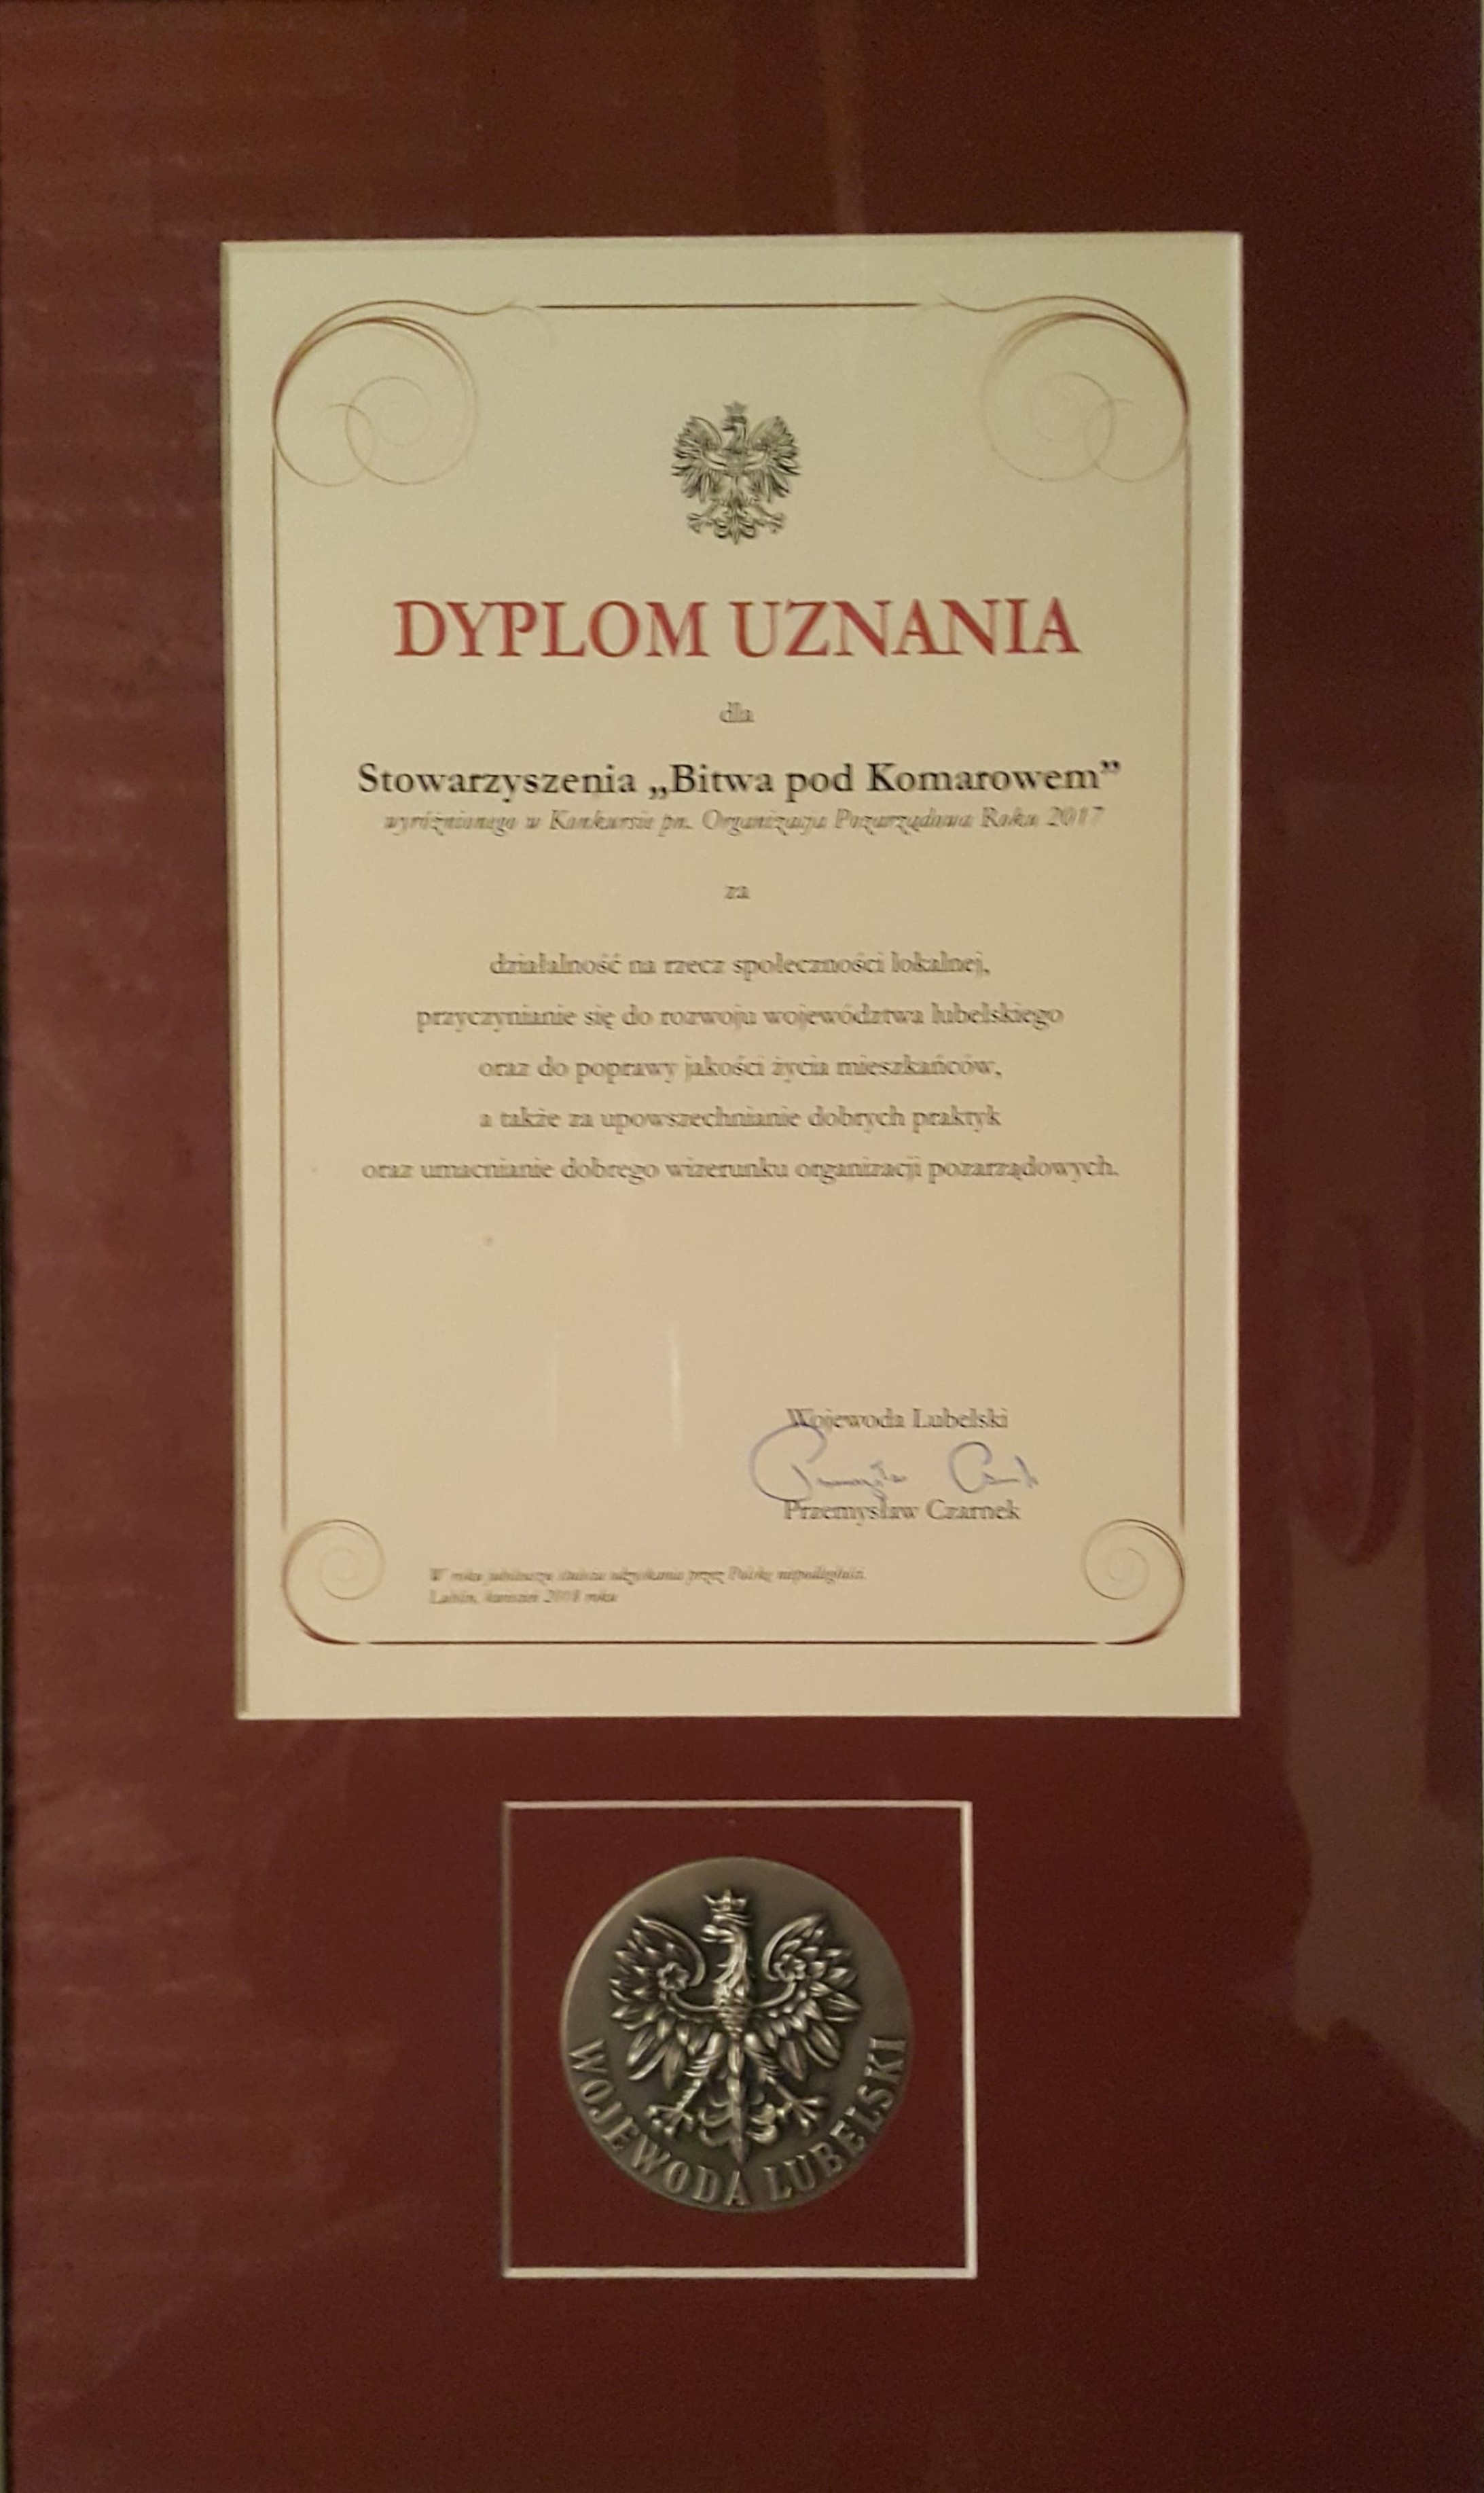 DYPLOM UZNANIA
dla
Stowarzyszenia „Bitwa pod Komarowem”
wyróżnionego w Konkursie pn. Organizacja Pozarządowa Roku 2017
za
działalność na rzecz społeczności lokalnej,
przyczynianie się do rozwoju województwa lubelskiego
oraz do poprawy jakości życia mieszkańców,
a także za upowszechnianie dobrych praktyk
oraz umacnianie dobrego wizerunku organizacji pozarządowych.
Wojewoda Lubelski
Przemysław Czarnek
W roku jubileuszu stulecia odzyskania przez Polskę niepodległości.
Lublin, kwiecień 2018 roku
WOJEWODA LUBELSKI